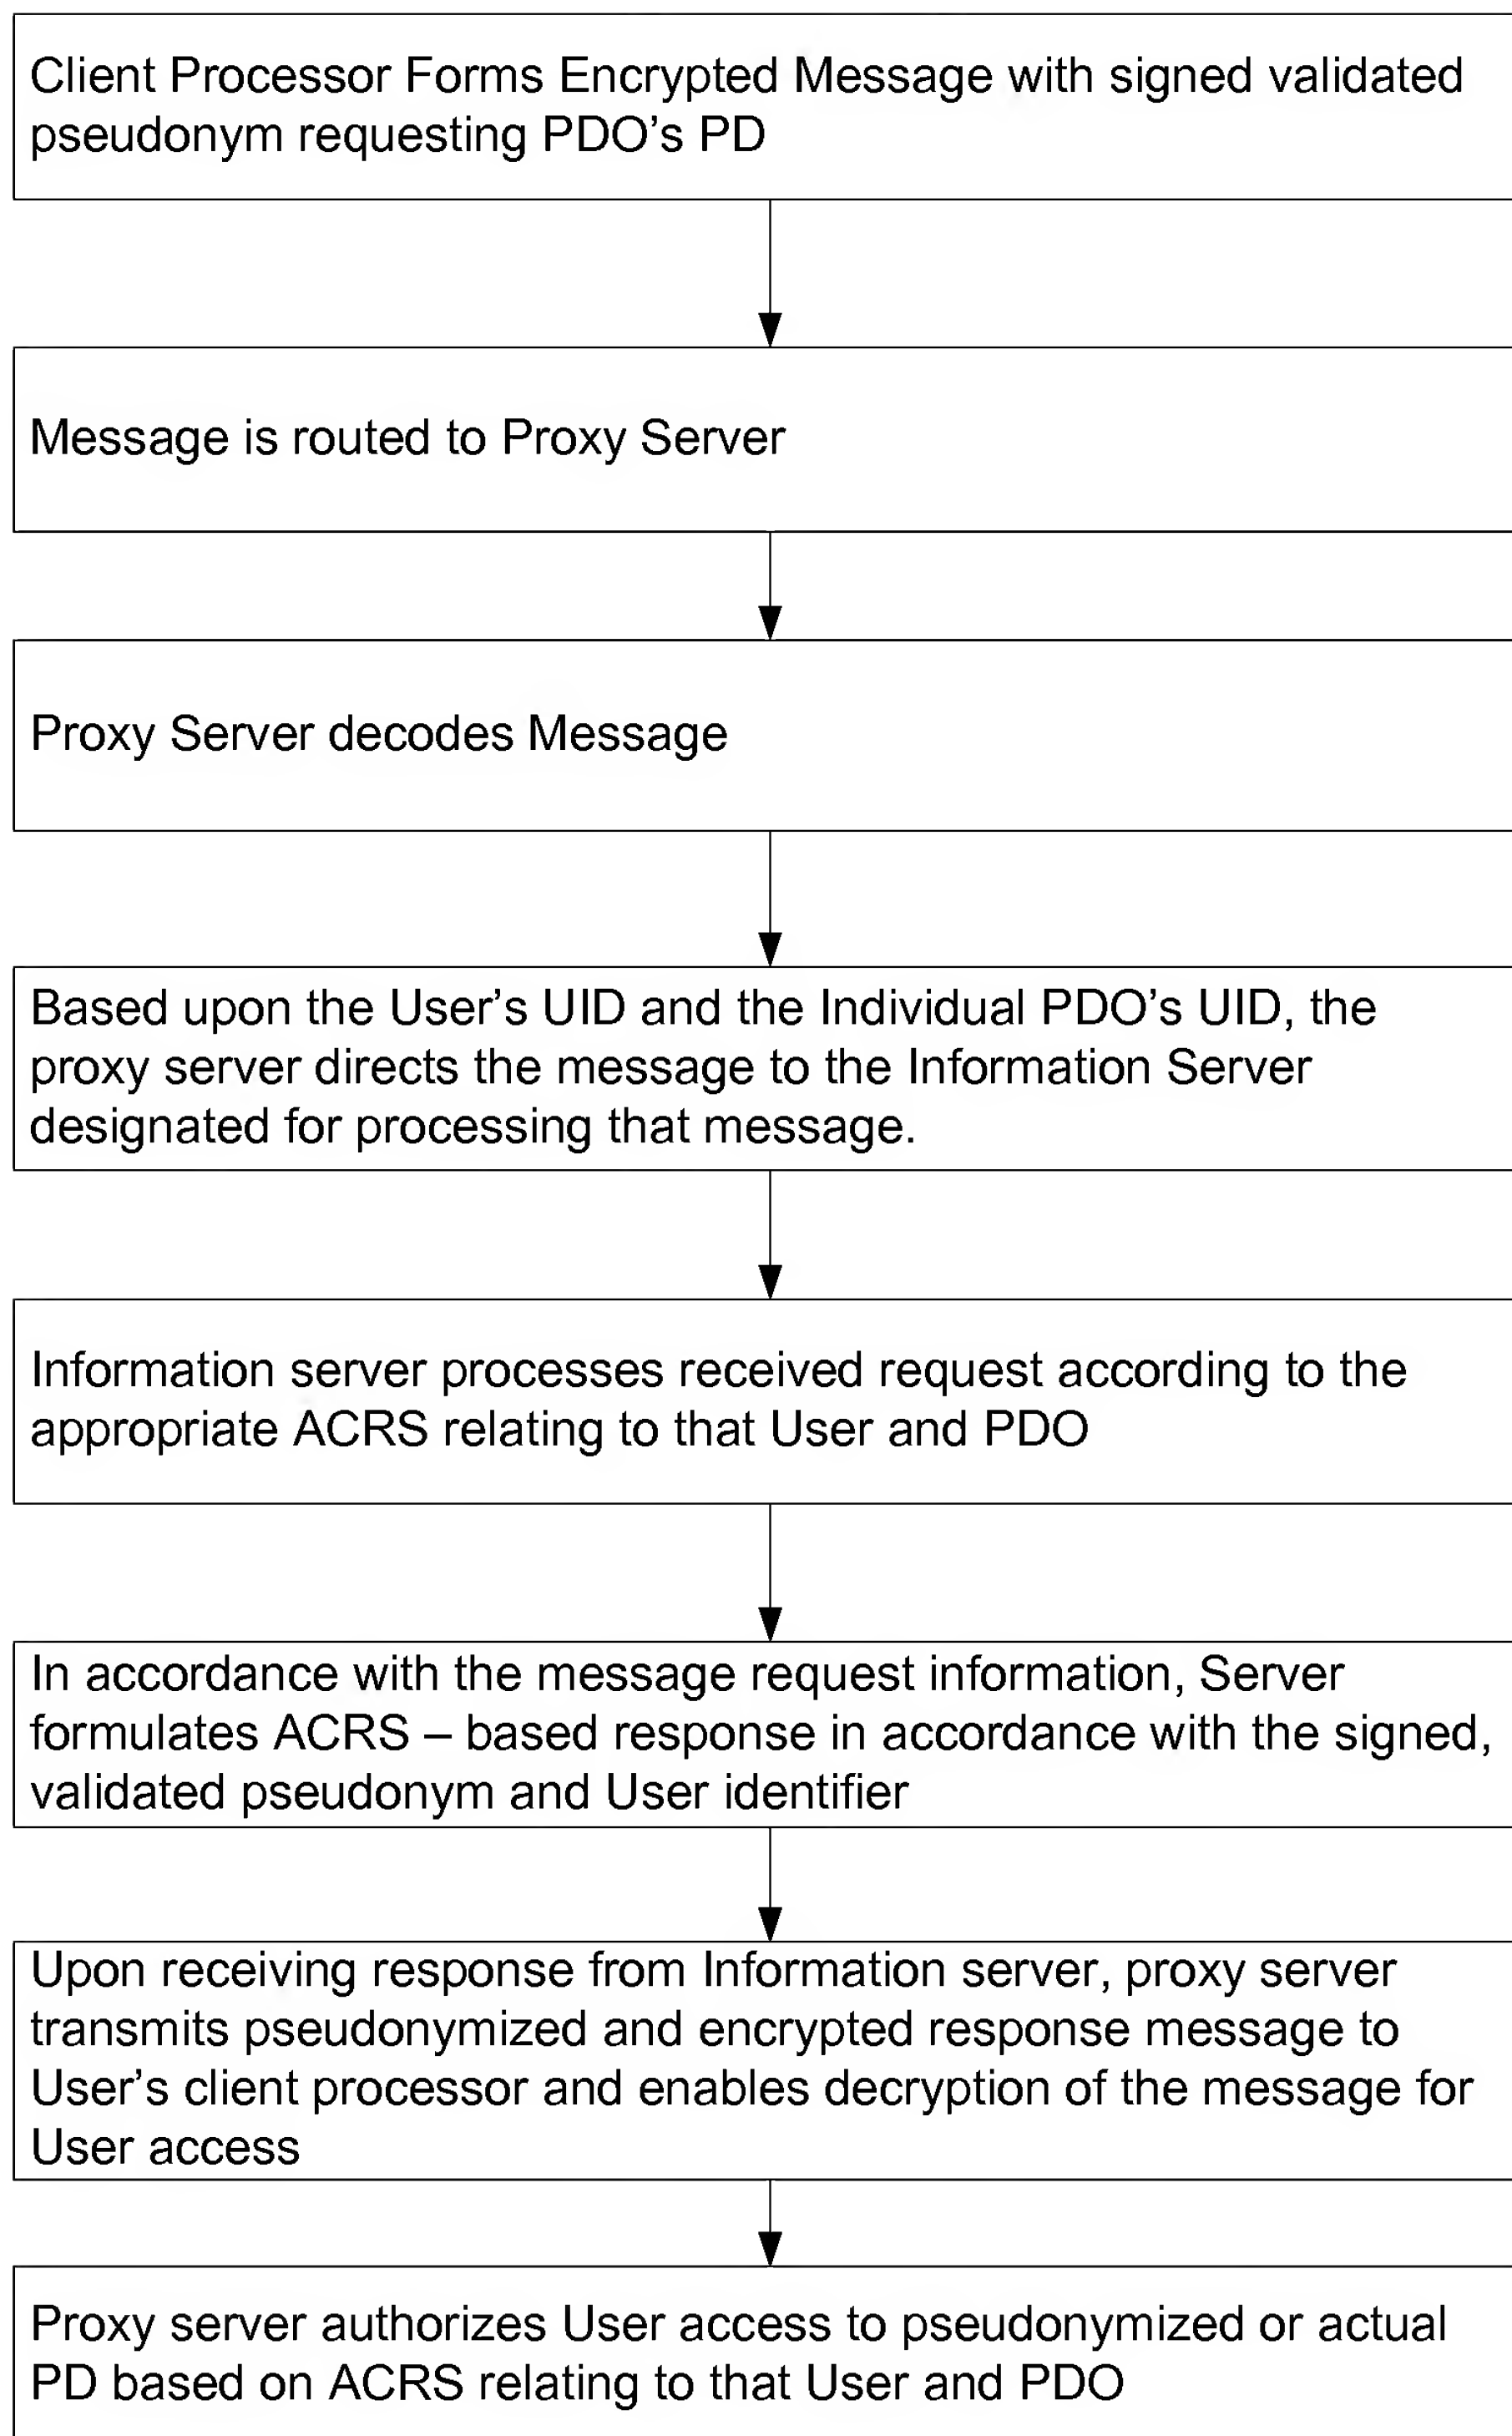 Client Processor Forms Encrypted Message with signed validated
pseudonym requesting PDO’s PD
Message is routed to Proxy Server
Proxy Server decodes Message
Based upon the User’s UID and the Individual PDO’s UID, the
proxy server directs the message to the Information Server
designated for processing that message.
Information server processes received request according to the
appropriate ACRS relating to that User and PDO
In accordance with the message request information, Server
formulates ACRS – based response in accordance with the signed,
validated pseudonym and User identifier
Upon receiving response from Information server, proxy server
transmits pseudonymized and encrypted response message to
User’s client processor and enables decryption of the message for
User access
Proxy server authorizes User access to pseudonymized or actual
PD based on ACRS relating to that User and PDO